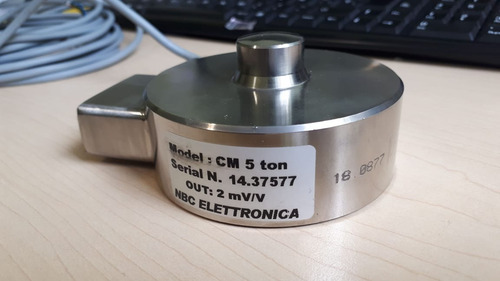 Model : CM 5 ton
Serial N. 14.37577
OUT: 2 mV/V
NBC ELETTRONICA
18 0877